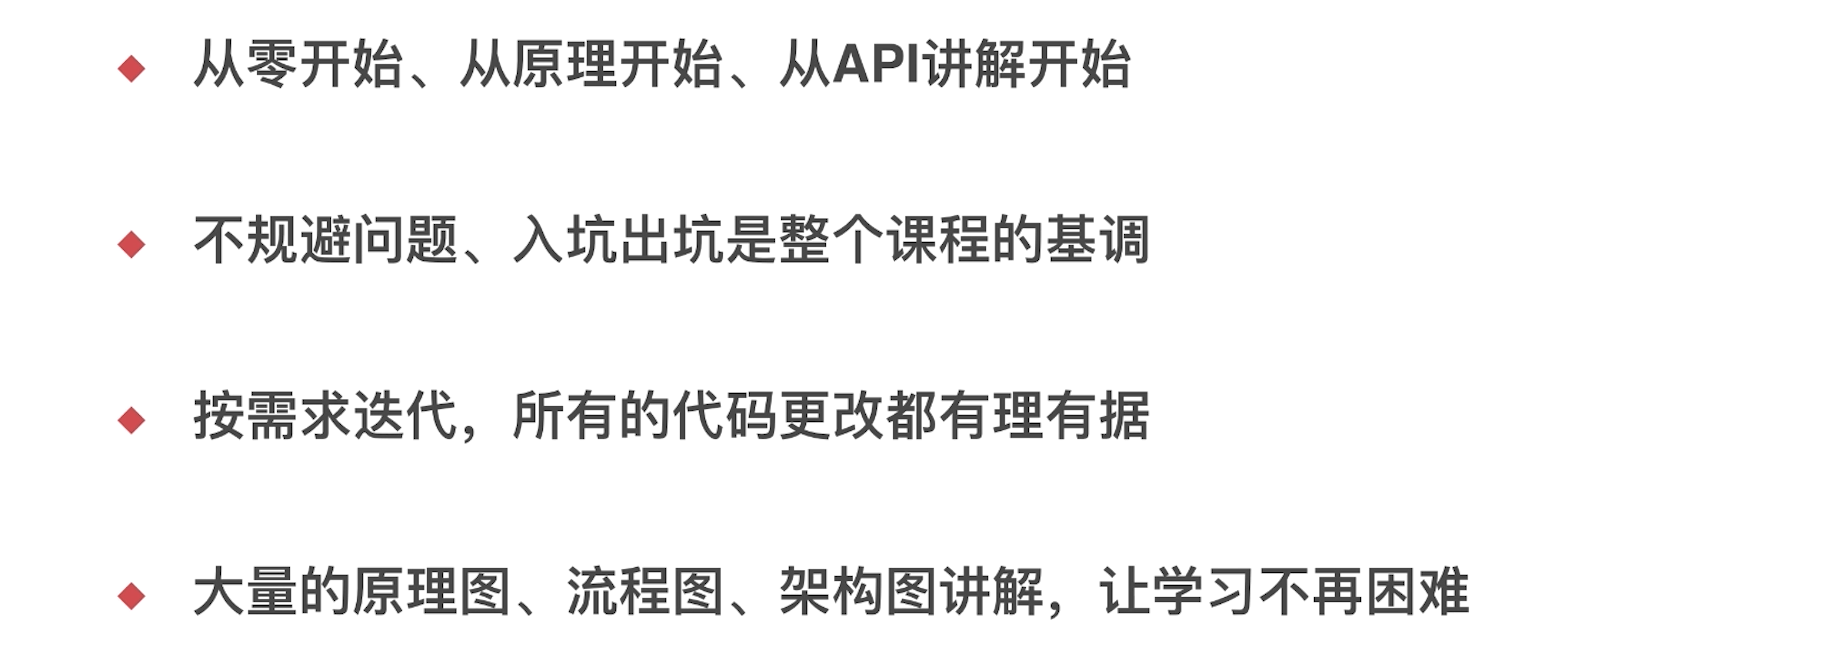 从零开始、从原理开始、从API讲解开始
不规避问题、入坑出坑是整个课程的基调
按需求迭代，所有的代码更改都有理有据
大量的原理图、流程图、架构图讲解，让学习不再困难